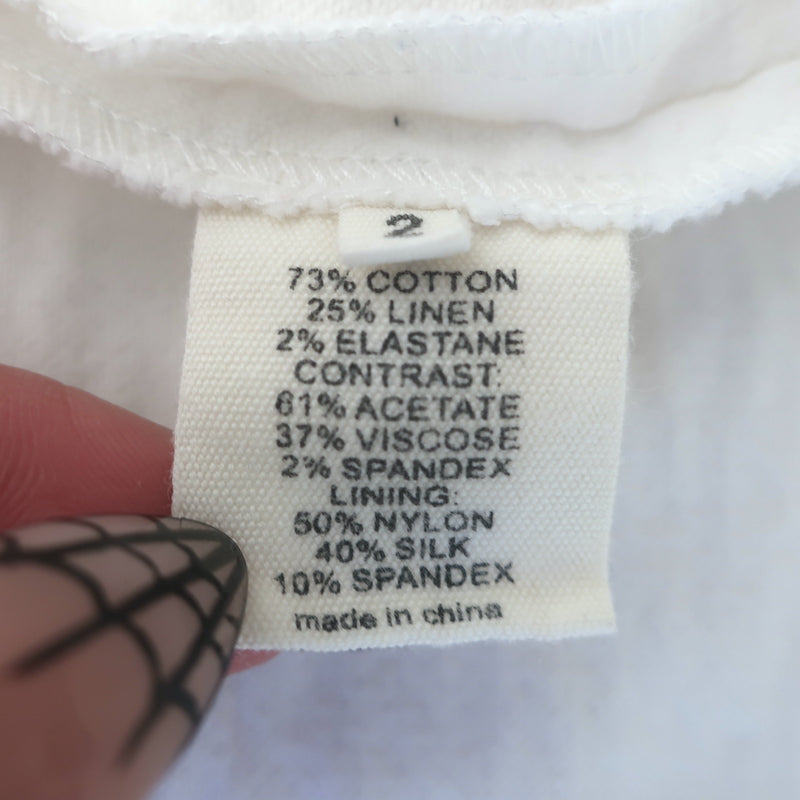 2
73% COTTON
25% LINEN
2% ELASTANE
CONTRAST:
61% ACETATE
37% VISCOSE
2% SPANDEX
LINING:
50% NYLON
40% SILK
10% SPANDEX
made in china